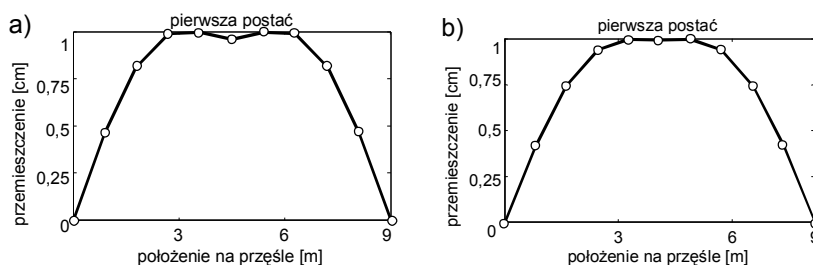 a)
pierwsza postać
przemieszczenie [cm]
1
0,75
0,5
0,25
0
3
6
9
położenie na przęśle [m]
b)
pierwsza postać
przemieszczenie [cm]
1
0,75
0,5
0,25
0
3
6
9
położenie na przęśle [m]